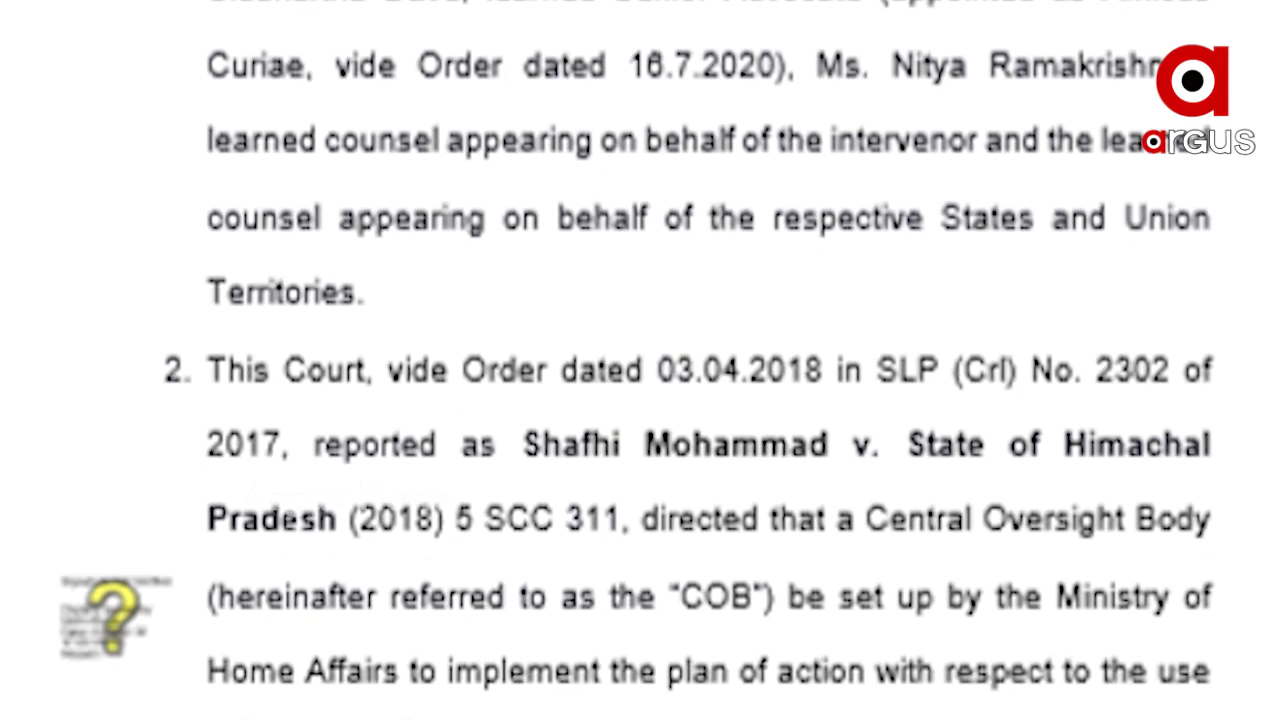 Curiae, vide Order dated 16.7.2020), Ms. Nitya
learned counsel appearing on behalf of the intervenor and the
counsel appearing on behalf of the respective States and Union
Territories.
2. This Court, vide Order dated 03.04.2018 in SLP (Crl) No. 2302 of
2017, reported as Shafhi Mohammad v. State of Himachal
Pradesh (2018) 5 SCC 311, directed that a Central Oversight Body
(hereinafter referred to as the "COB") be set up by the Ministry of
Home Affairs to implement the plan of action with respect to the use
argus